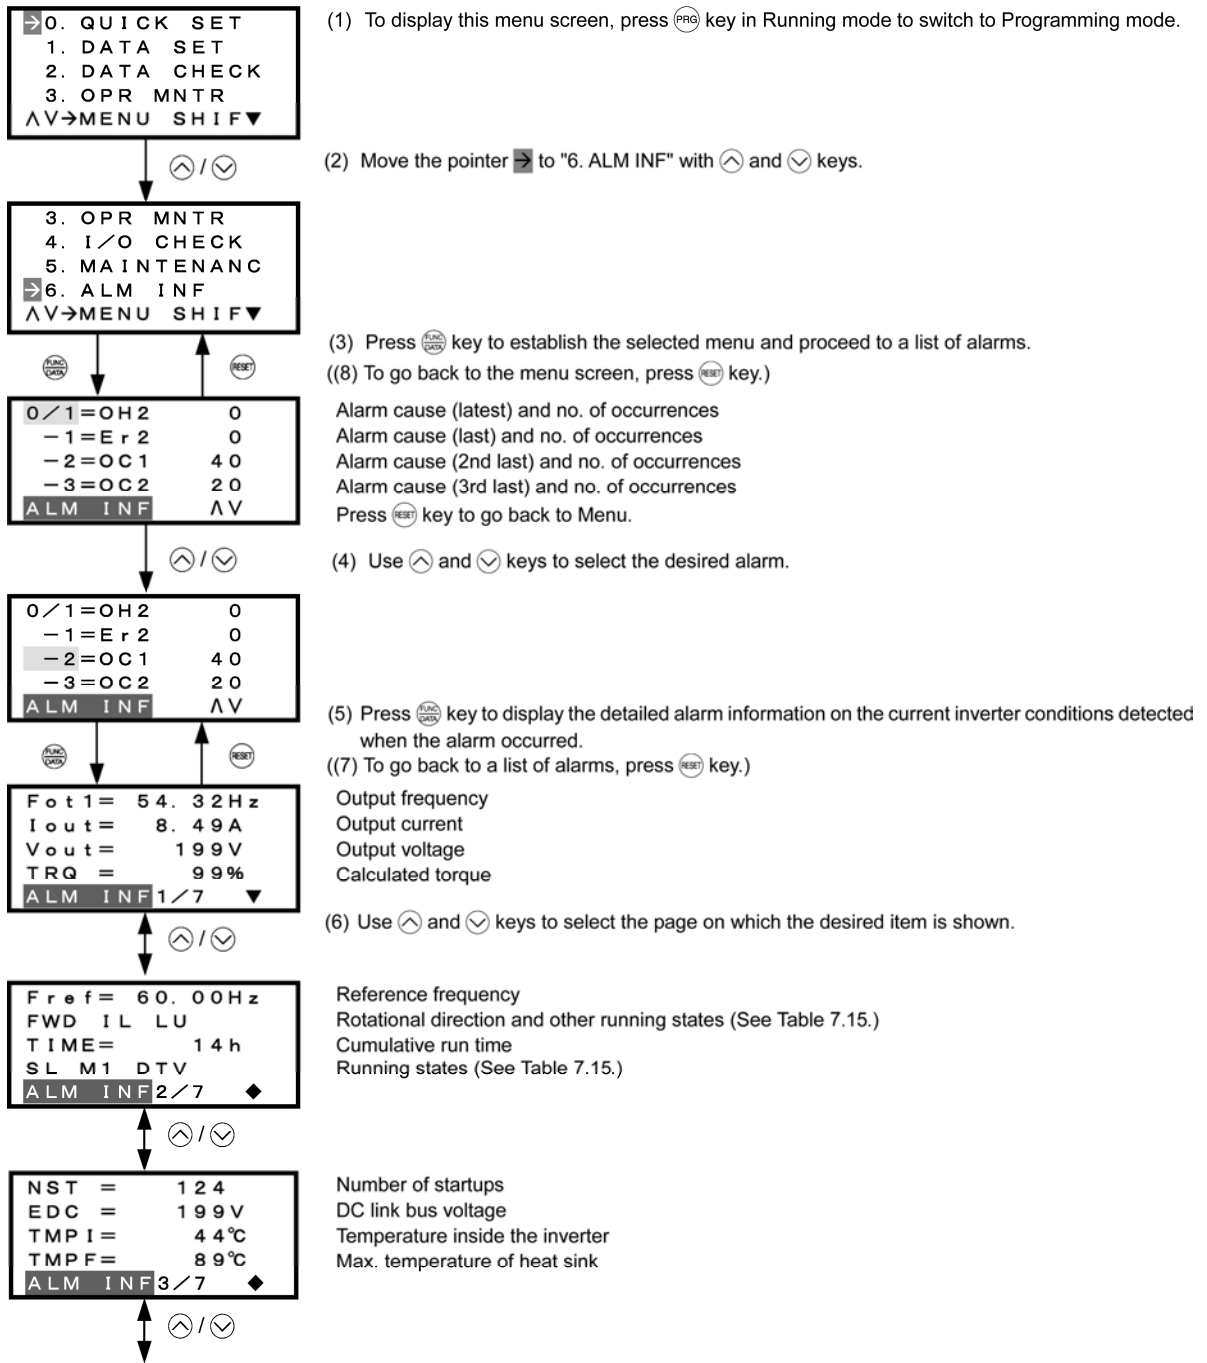 →0. QUICK SET
1. DATA SET
2. DATA CHECK
3. OPR MNTR
∧∨→MENU SHIF▼
(1) To display this menu screen, press PRG key in Running mode to switch to Programming mode.
∧ / ∨
(2) Move the pointer → to "6. ALM INF" with ∧ and ∨ keys.
3. OPR MNTR
4. I/O CHECK
5. MAINTENANC
→6. ALM INF
∧∨→MENU SHIF▼
FUNC DATA
RESET
(3) Press FUNC DATA key to establish the selected menu and proceed to a list of alarms.
((8) To go back to the menu screen, press RESET key.)
0/1=OH2 0
-1=Er2 0
-2=OC1 40
-3=OC2 20
ALM INF ∧∨
Alarm cause (latest) and no. of occurrences
Alarm cause (last) and no. of occurrences
Alarm cause (2nd last) and no. of occurrences
Alarm cause (3rd last) and no. of occurrences
Press RESET key to go back to Menu.
∧ / ∨
(4) Use ∧ and ∨ keys to select the desired alarm.
0/1=OH2 0
-1=Er2 0
-2=OC1 40
-3=OC2 20
ALM INF ∧∨
FUNC DATA
RESET
(5) Press FUNC DATA key to display the detailed alarm information on the current inverter conditions detected
when the alarm occurred.
((7) To go back to a list of alarms, press RESET key.)
Fot1= 54.32Hz
Iout= 8.49A
Vout= 199V
TRQ = 99%
ALM INF 1/7 ▼
Output frequency
Output current
Output voltage
Calculated torque
∧ / ∨
(6) Use ∧ and ∨ keys to select the page on which the desired item is shown.
Fref= 60.00Hz
FWD IL LU
TIME= 14h
SL M1 DTV
ALM INF 2/7 ◆
Reference frequency
Rotational direction and other running states (See Table 7.15.)
Cumulative run time
Running states (See Table 7.15.)
∧ / ∨
NST = 124
EDC = 199V
TMPI= 44℃
TMPF= 89℃
ALM INF 3/7 ◆
Number of startups
DC link bus voltage
Temperature inside the inverter
Max. temperature of heat sink
∧ / ∨